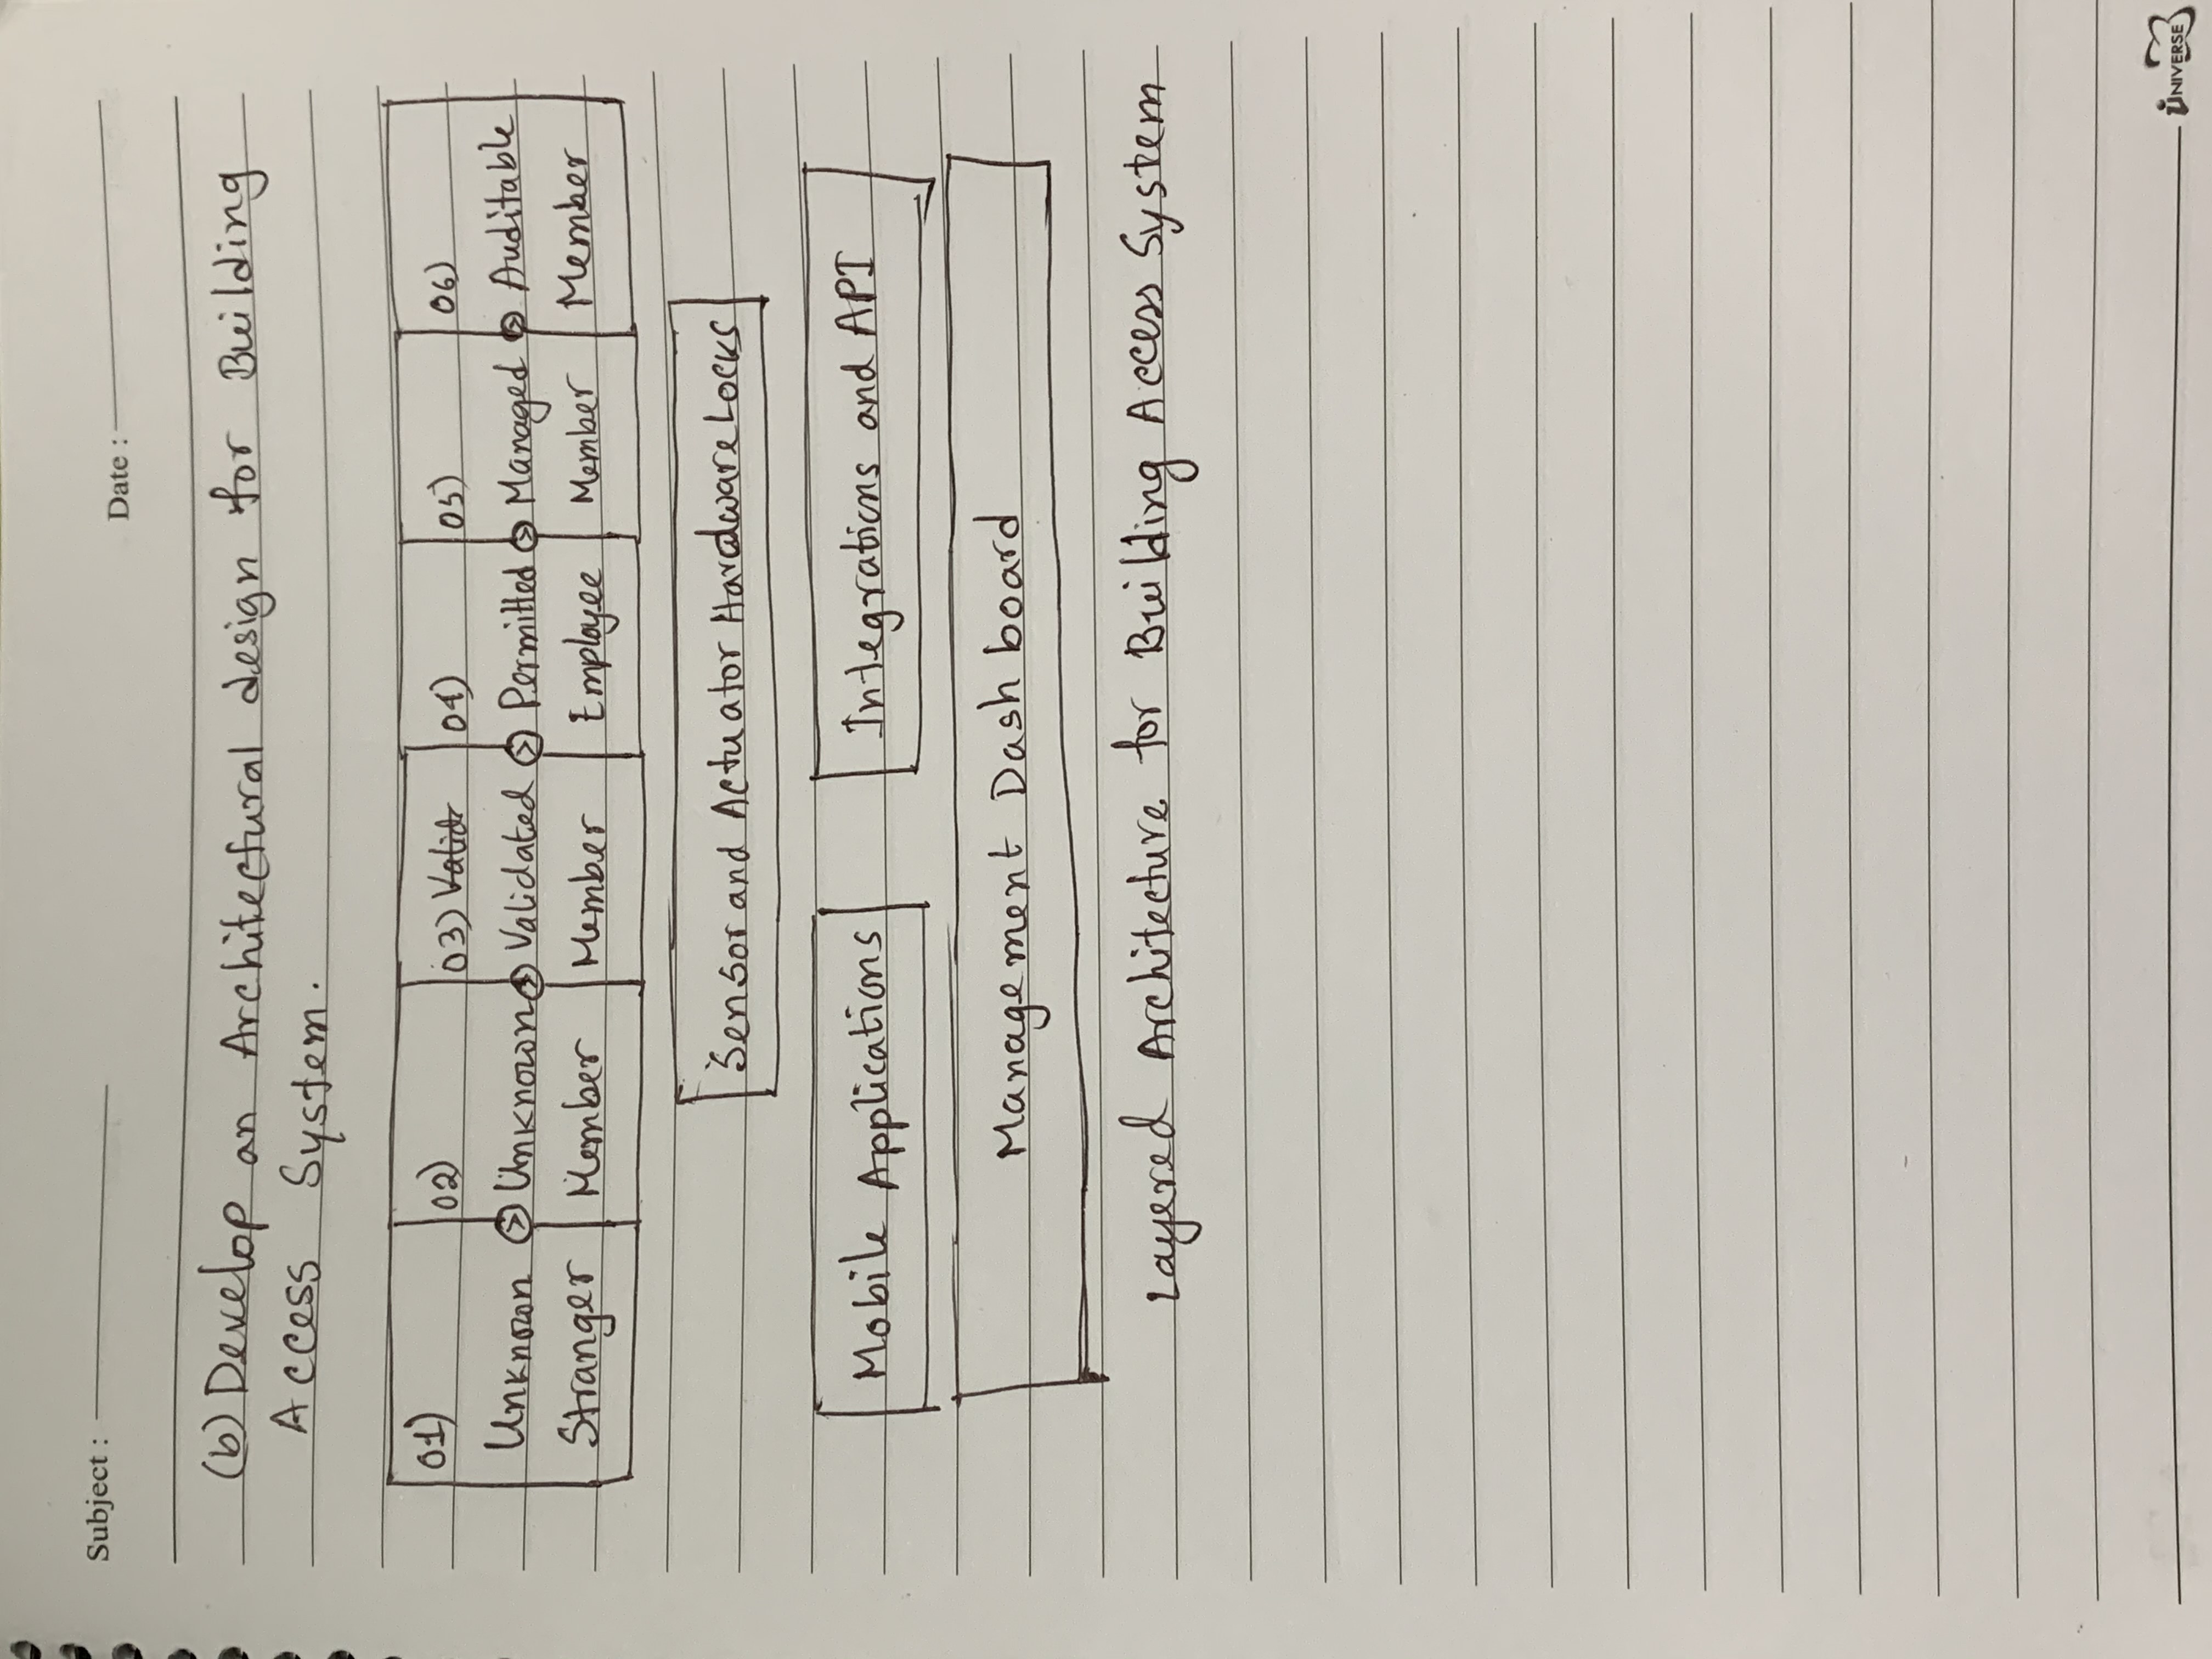 Subject :
Date :
(b) Develop an Architectural design for Building
Access System.
01) 02) 03) Valid 04) 05) 06)
Unknown > Unknown > Validated > Permitted > Managed > Auditable
Stranger Member Member Employee Member Member
Sensor and Actuator Hardware Locks
Mobile Applications Integrations and API
Management Dash board
Layered Architecture for Building Access System
UNIVERSE